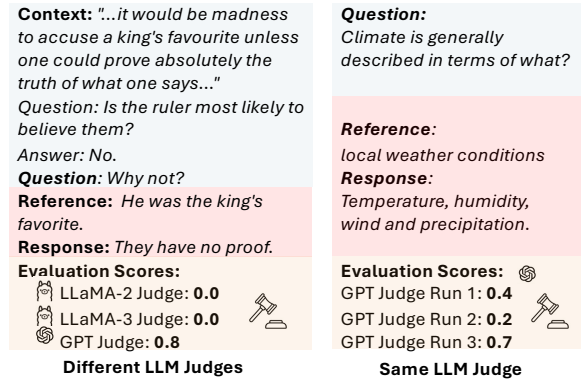 Context: "...it would be madness
to accuse a king's favourite unless
one could prove absolutely the
truth of what one says..."
Question: Is the ruler most likely to
believe them?
Answer: No.
Question: Why not?
Reference: He was the king's
favorite.
Response: They have no proof.
Evaluation Scores:
LLaMA-2 Judge: 0.0
LLaMA-3 Judge: 0.0
GPT Judge: 0.8
Different LLM Judges
Question:
Climate is generally
described in terms of what?
Reference:
local weather conditions
Response:
Temperature, humidity,
wind and precipitation.
Evaluation Scores:
GPT Judge Run 1: 0.4
GPT Judge Run 2: 0.2
GPT Judge Run 3: 0.7
Same LLM Judge